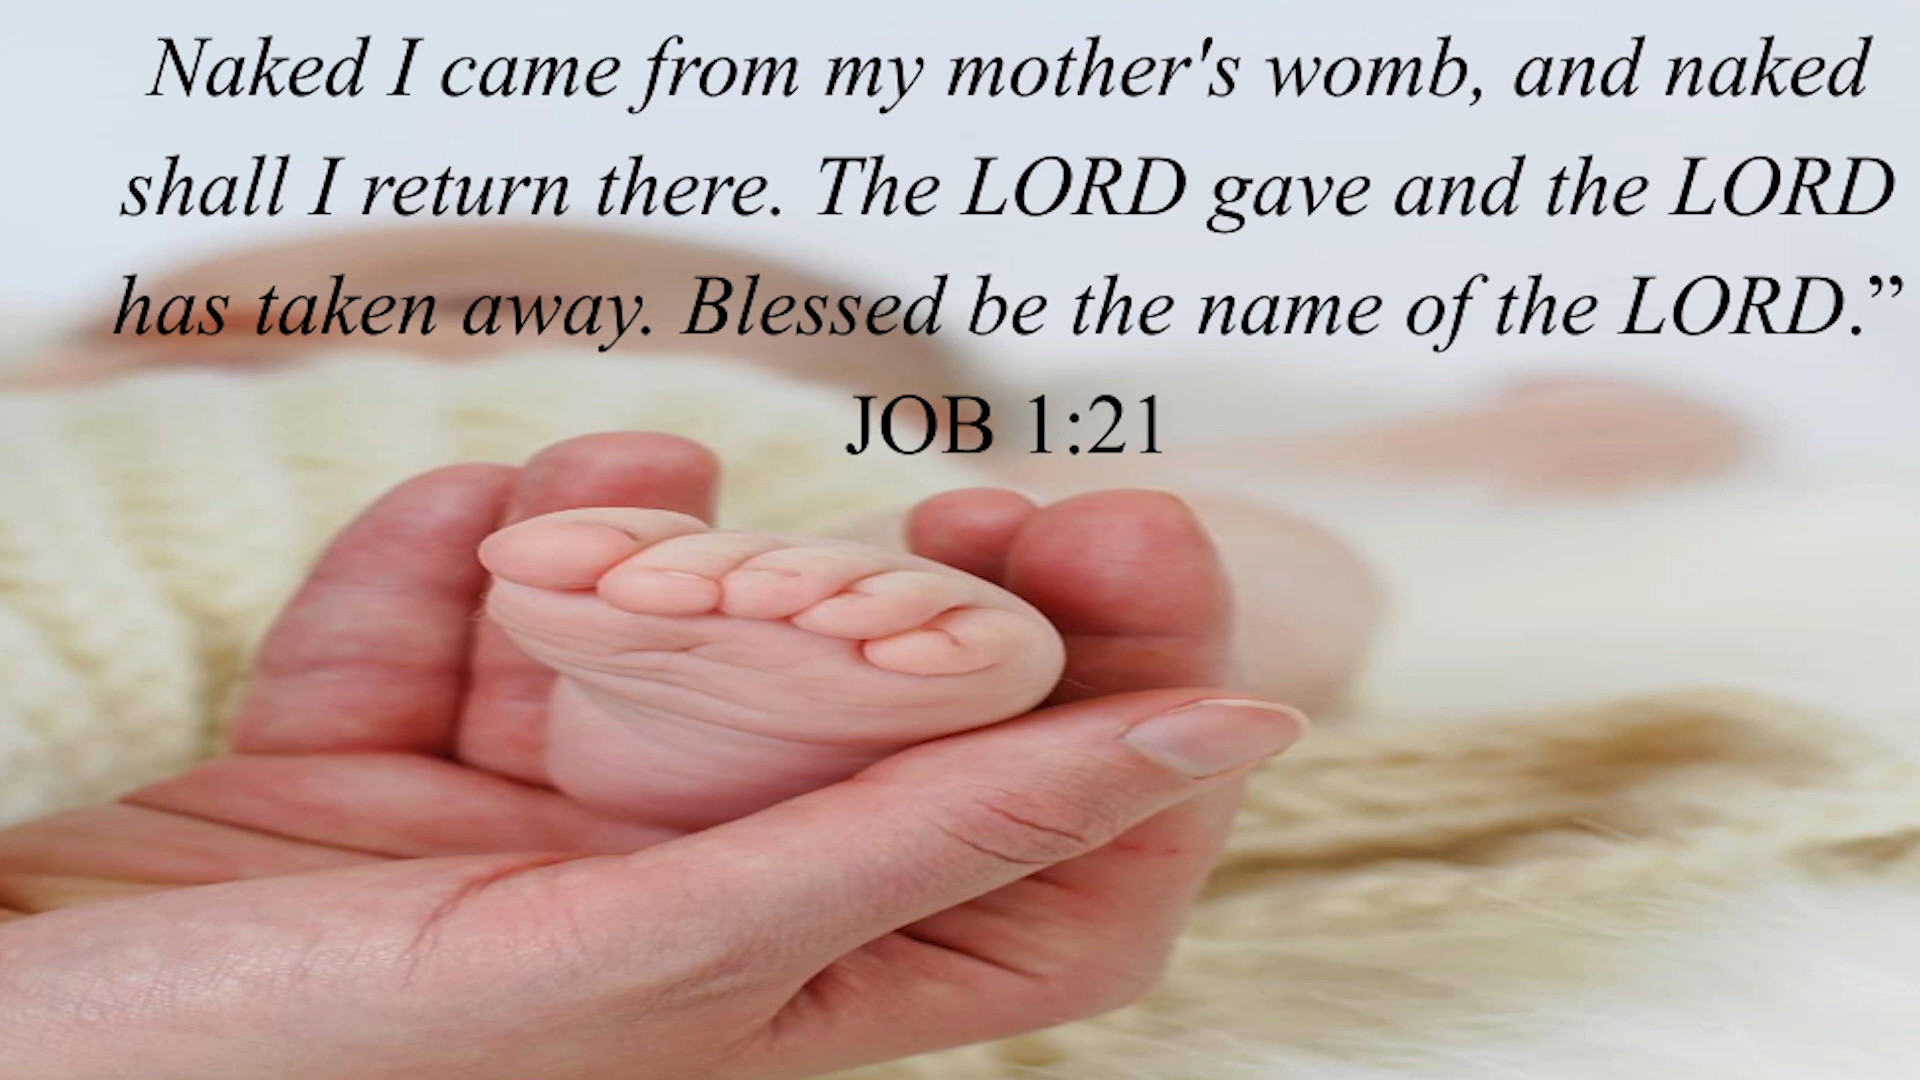 Naked I came from my mother's womb, and naked
shall I return there. The LORD gave and the LORD
has taken away. Blessed be the name of the LORD.”
JOB 1:21